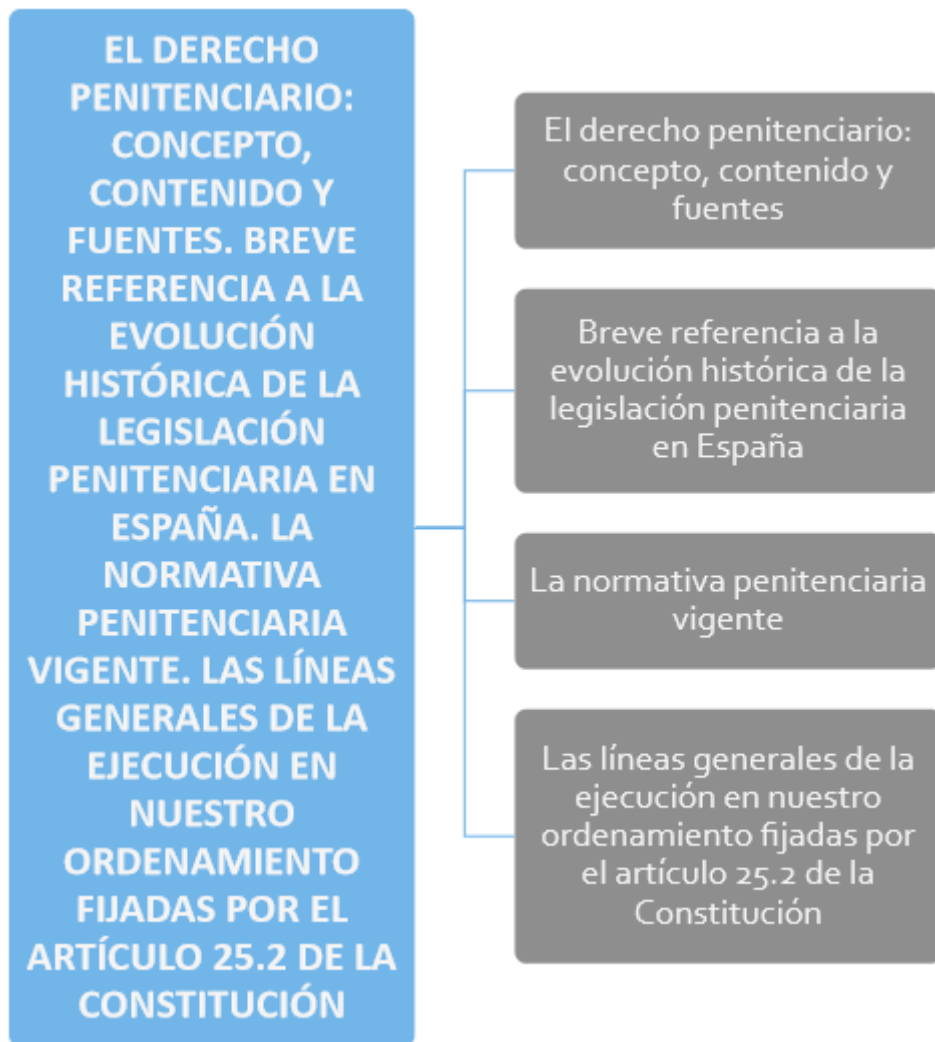 EL DERECHO
PENITENCIARIO:
CONCEPTO,
CONTENIDO Y
FUENTES. BREVE
REFERENCIA A LA
EVOLUCIÓN
HISTÓRICA DE LA
LEGISLACIÓN
PENITENCIARIA EN
ESPAÑA. LA
NORMATIVA
PENITENCIARIA
VIGENTE. LAS LÍNEAS
GENERALES DE LA
EJECUCIÓN EN
NUESTRO
ORDENAMIENTO
FIJADAS POR EL
ARTÍCULO 25.2 DE LA
CONSTITUCIÓN
El derecho penitenciario:
concepto, contenido y
fuentes
Breve referencia a la
evolución histórica de la
legislación penitenciaria
en España
La normativa penitenciaria
vigente
Las líneas generales de la
ejecución en nuestro
ordenamiento fijadas por
el artículo 25.2 de la
Constitución